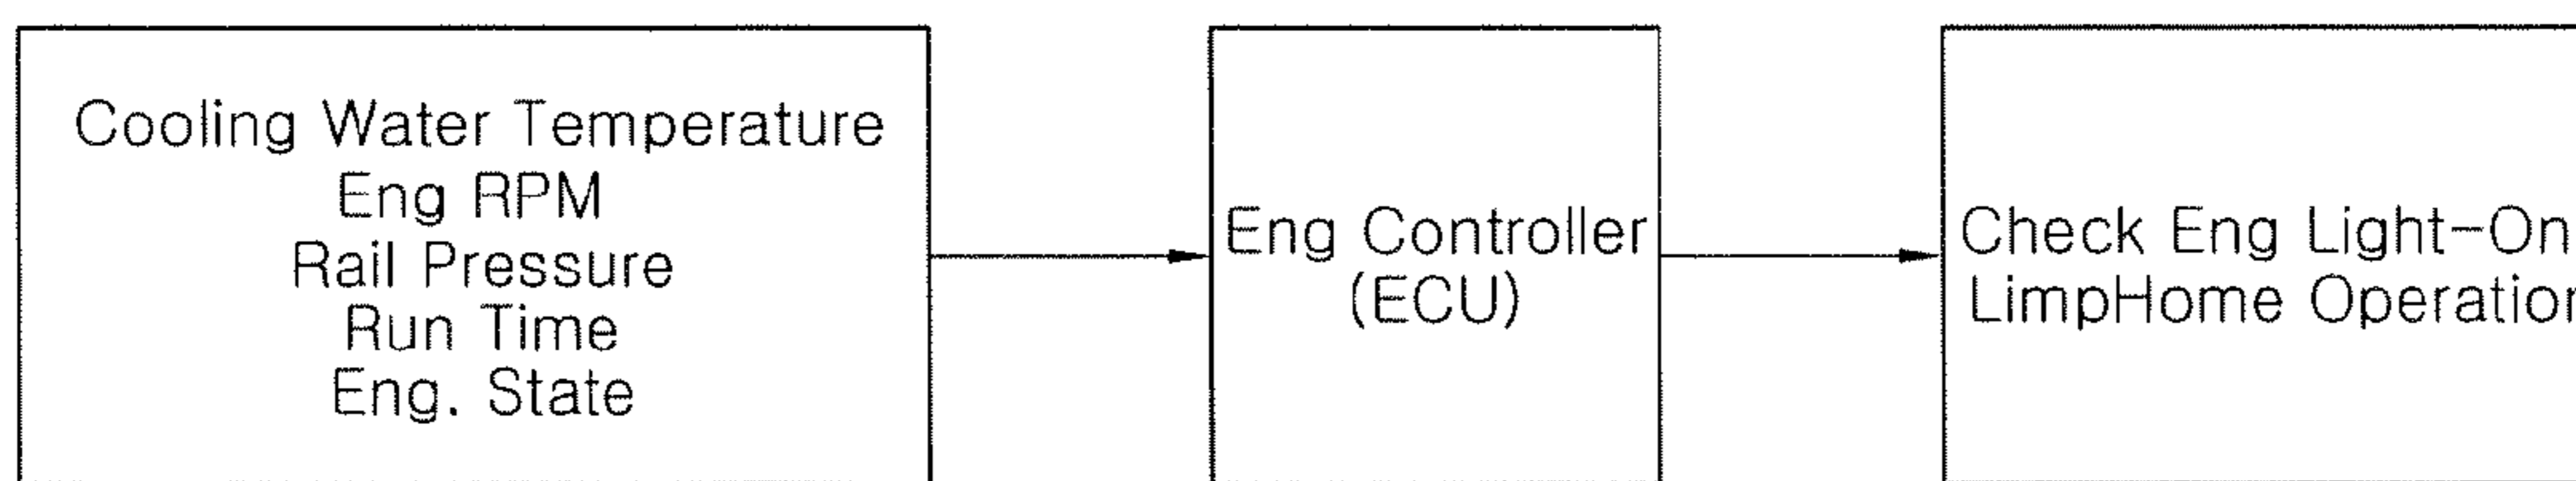 Cooling Water Temperature
Eng RPM
Rail Pressure
Run Time
Eng. State
Eng Controller
(ECU)
Check Eng Light-On
LimpHome Operation